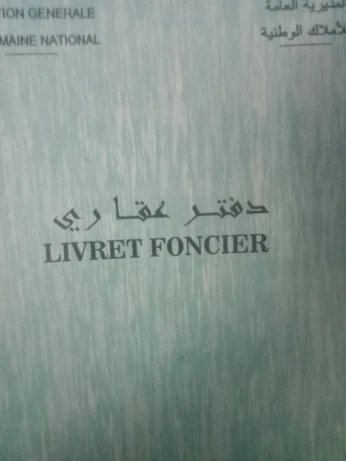 TION GENERALE
MAINE NATIONAL
المديرية العامة
للأملاك الوطنية
دفتر عقاري
LIVRET FONCIER